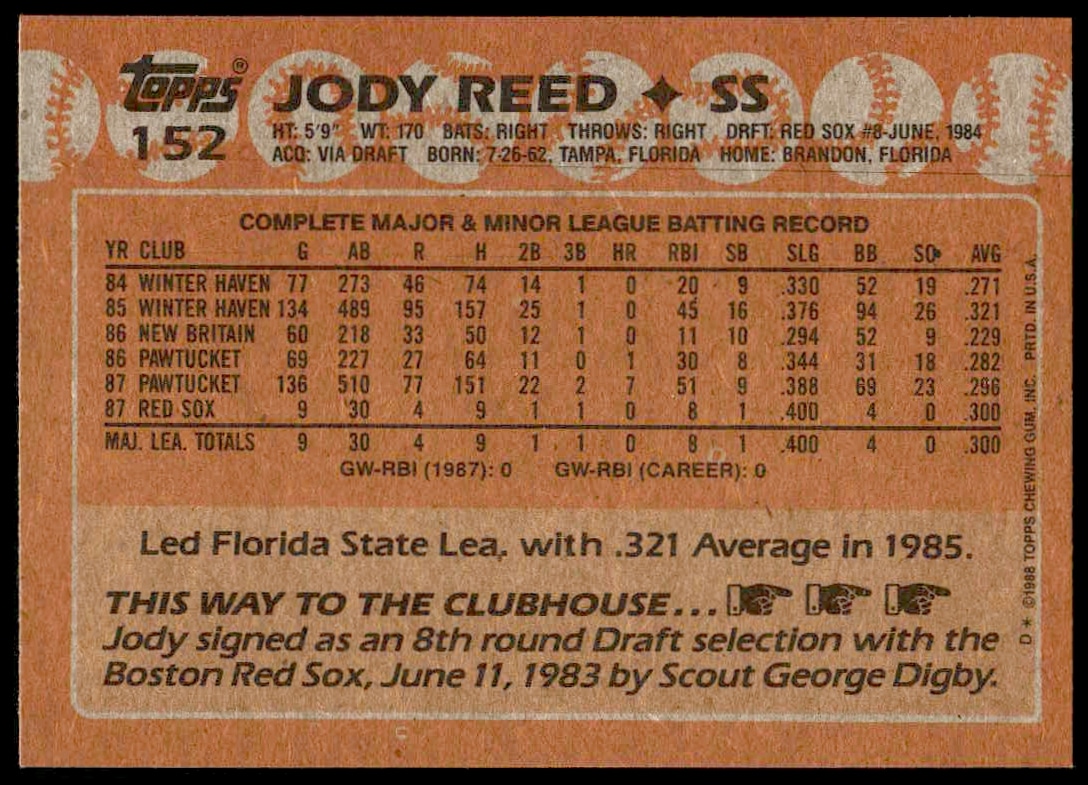 Topps®
152
JODY REED ✦ SS
HT: 5'9" WT: 170 BATS: RIGHT THROWS: RIGHT DRFT: RED SOX #8-JUNE, 1984
ACQ: VIA DRAFT BORN: 7-26-62, TAMPA, FLORIDA HOME: BRANDON, FLORIDA
COMPLETE MAJOR & MINOR LEAGUE BATTING RECORD
YR CLUB G AB R H 2B 3B HR RBI SB SLG BB SO AVG
84 WINTER HAVEN 77 273 46 74 14 1 0 20 9 .330 52 19 .271
85 WINTER HAVEN 134 489 95 157 25 1 0 45 16 .376 94 26 .321
86 NEW BRITAIN 60 218 33 50 12 1 0 11 10 .294 52 9 .229
86 PAWTUCKET 69 227 27 64 11 0 1 30 8 .344 31 18 .282
87 PAWTUCKET 136 510 77 151 22 2 7 51 9 .388 69 23 .296
87 RED SOX 9 30 4 9 1 1 0 8 1 .400 4 0 .300
MAJ. LEA. TOTALS 9 30 4 9 1 1 0 8 1 .400 4 0 .300
GW-RBI (1987): 0 GW-RBI (CAREER): 0
Led Florida State Lea. with .321 Average in 1985.
THIS WAY TO THE CLUBHOUSE...
Jody signed as an 8th round Draft selection with the
Boston Red Sox, June 11, 1983 by Scout George Digby.
D* ©1988 TOPPS CHEWING GUM, INC. PRTD. IN U.S.A.